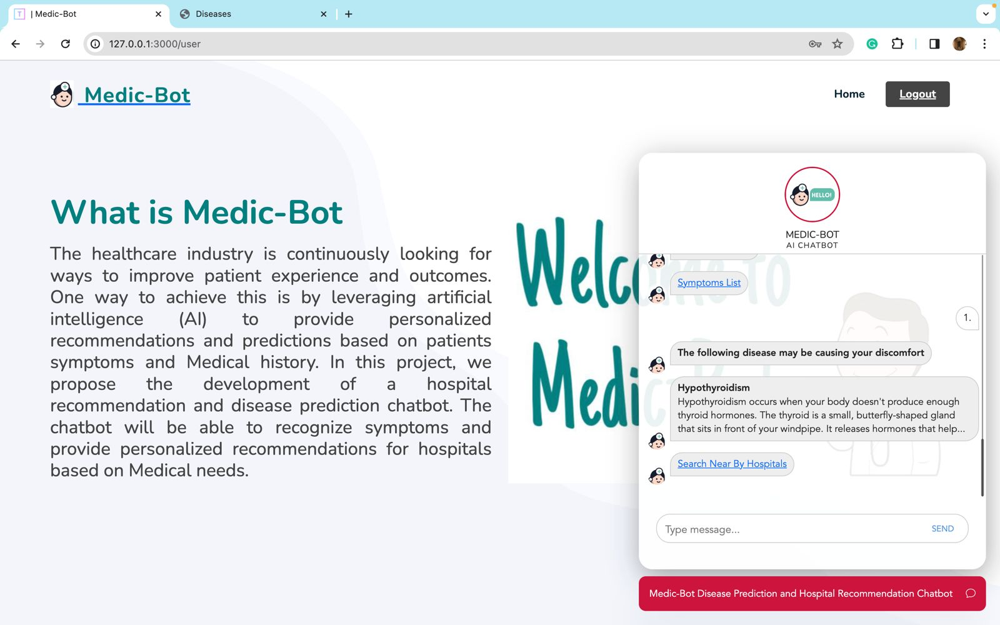 T | Medic-Bot
Diseases
127.0.0.1:3000/user
Medic-Bot
Home
Logout
What is Medic-Bot
The healthcare industry is continuously looking for
ways to improve patient experience and outcomes.
One way to achieve this is by leveraging artificial
intelligence (AI) to provide personalized
recommendations and predictions based on patients
symptoms and Medical history. In this project, we
propose the development of a hospital
recommendation and disease prediction chatbot. The
chatbot will be able to recognize symptoms and
provide personalized recommendations for hospitals
based on Medical needs.
Welcome to
Medic-Bot
HELLO!
MEDIC-BOT
AI CHATBOT
Symptoms List
1.
The following disease may be causing your discomfort
Hypothyroidism
Hypothyroidism occurs when your body doesn't produce enough
thyroid hormones. The thyroid is a small, butterfly-shaped gland
that sits in front of your windpipe. It releases hormones that help...
Search Near By Hospitals
Type message...
SEND
Medic-Bot Disease Prediction and Hospital Recommendation Chatbot